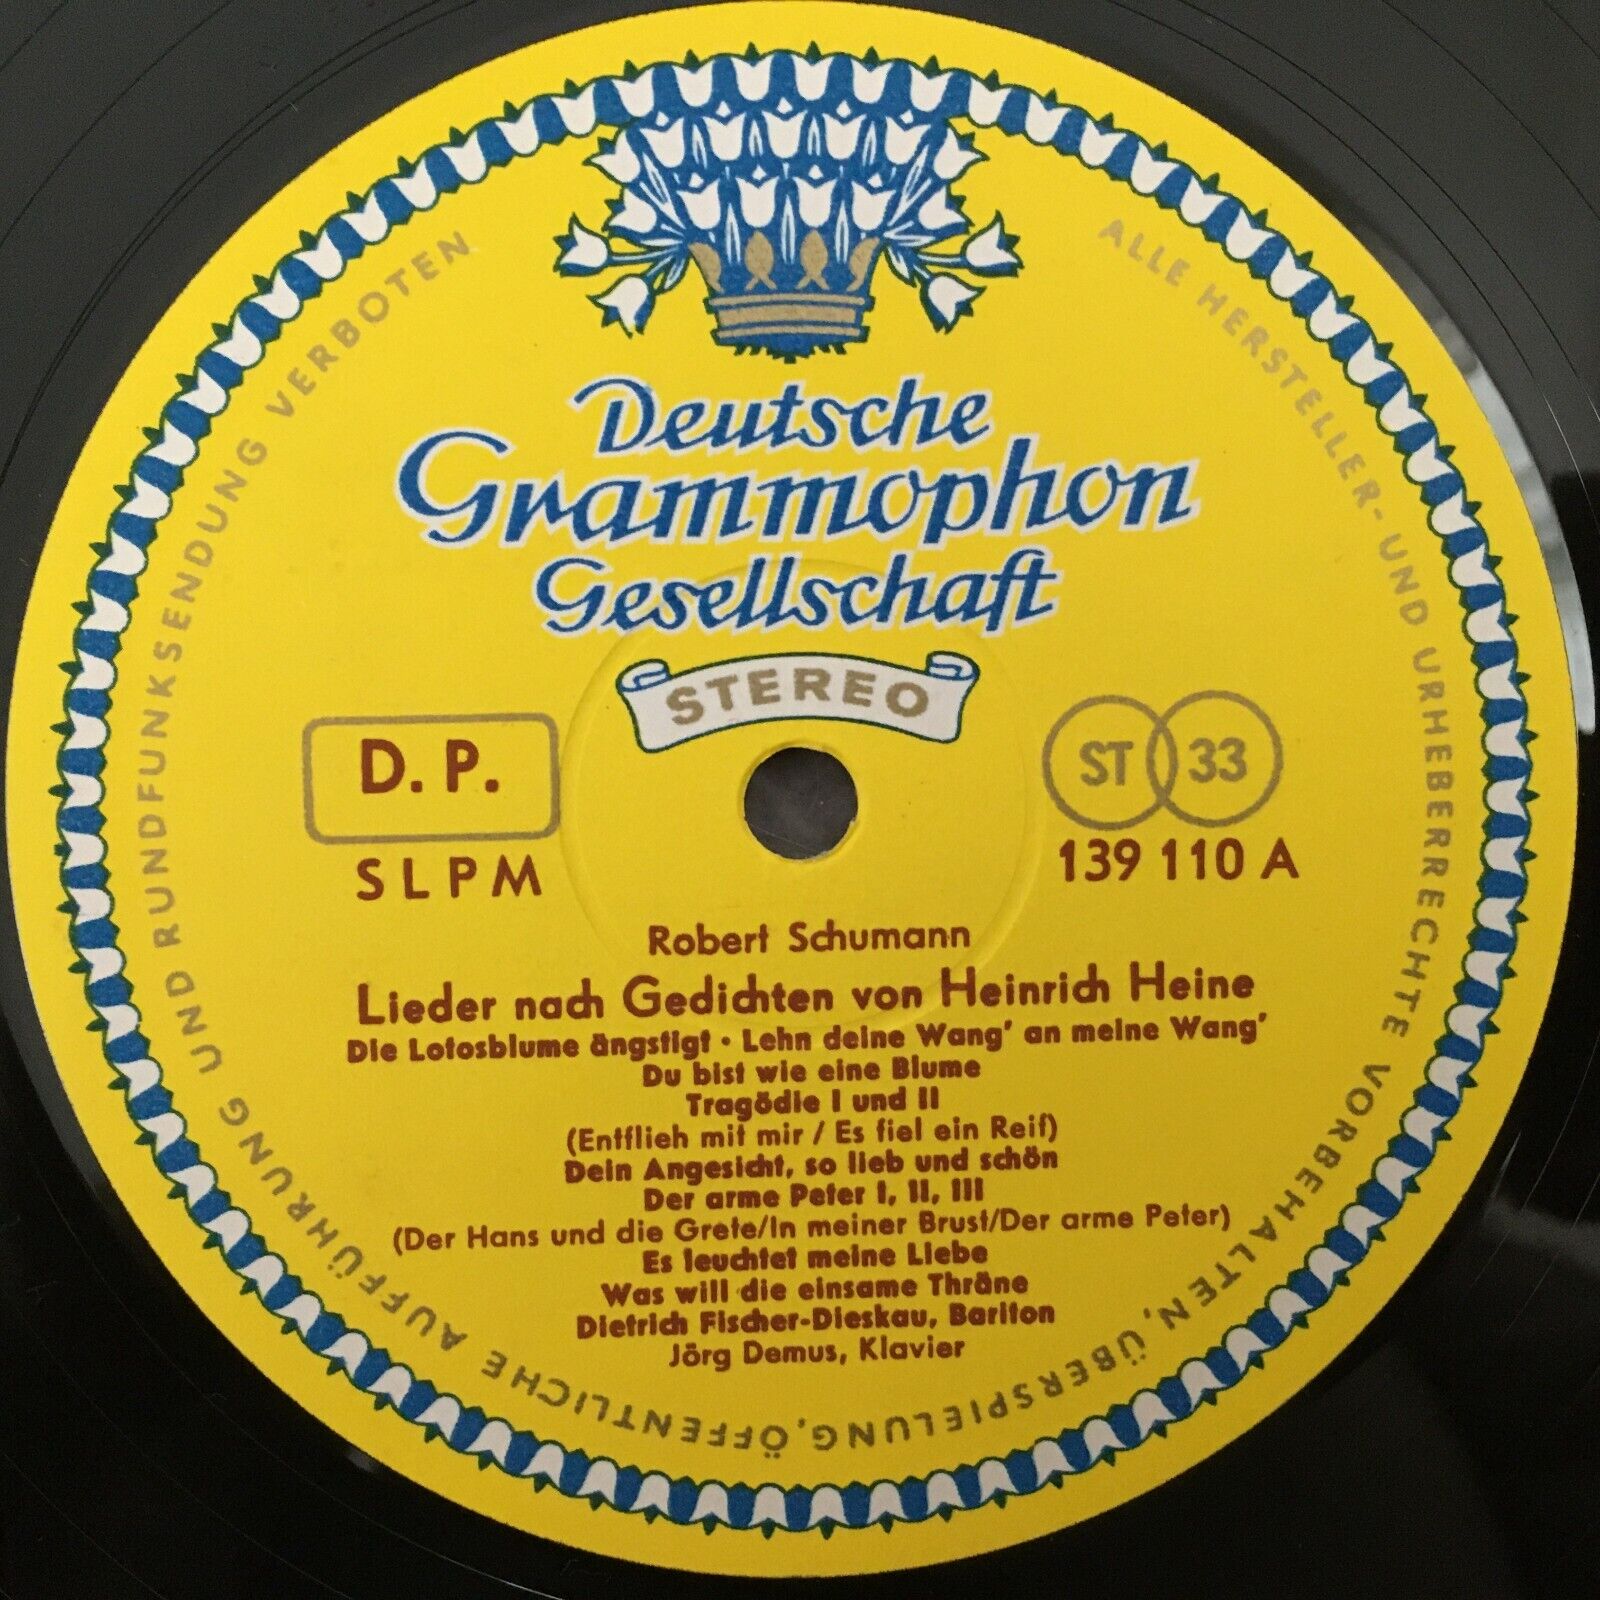 Deutsche
Grammophon
Gesellschaft
STEREO
D. P.
ST 33
SLPM
139 110 A
Robert Schumann
Lieder nach Gedichten von Heinrich Heine
Die Lotosblume ängstigt · Lehn deine Wang' an meine Wang'
Du bist wie eine Blume
Tragödie I und II
(Entflieh mit mir / Es fiel ein Reif)
Dein Angesicht, so lieb und schön
Der arme Peter I, II, III
(Der Hans und die Grete/In meiner Brust/Der arme Peter)
Es leuchtet meine Liebe
Was will die einsame Thräne
Dietrich Fischer-Dieskau, Bariton
Jörg Demus, Klavier
ALLE HERSTELLER- UND URHEBERRECHTE VORBEHALTEN, ÜBERSPIELUNG, ÖFFENTLICHE AUFFÜHRUNG UND RUNDFUNKSENDUNG VERBOTEN